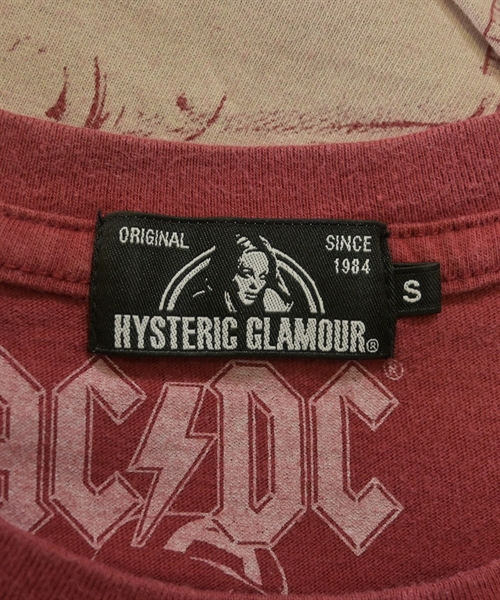 ORIGINAL
SINCE
1984
HYSTERIC GLAMOUR®
S
AC DC®